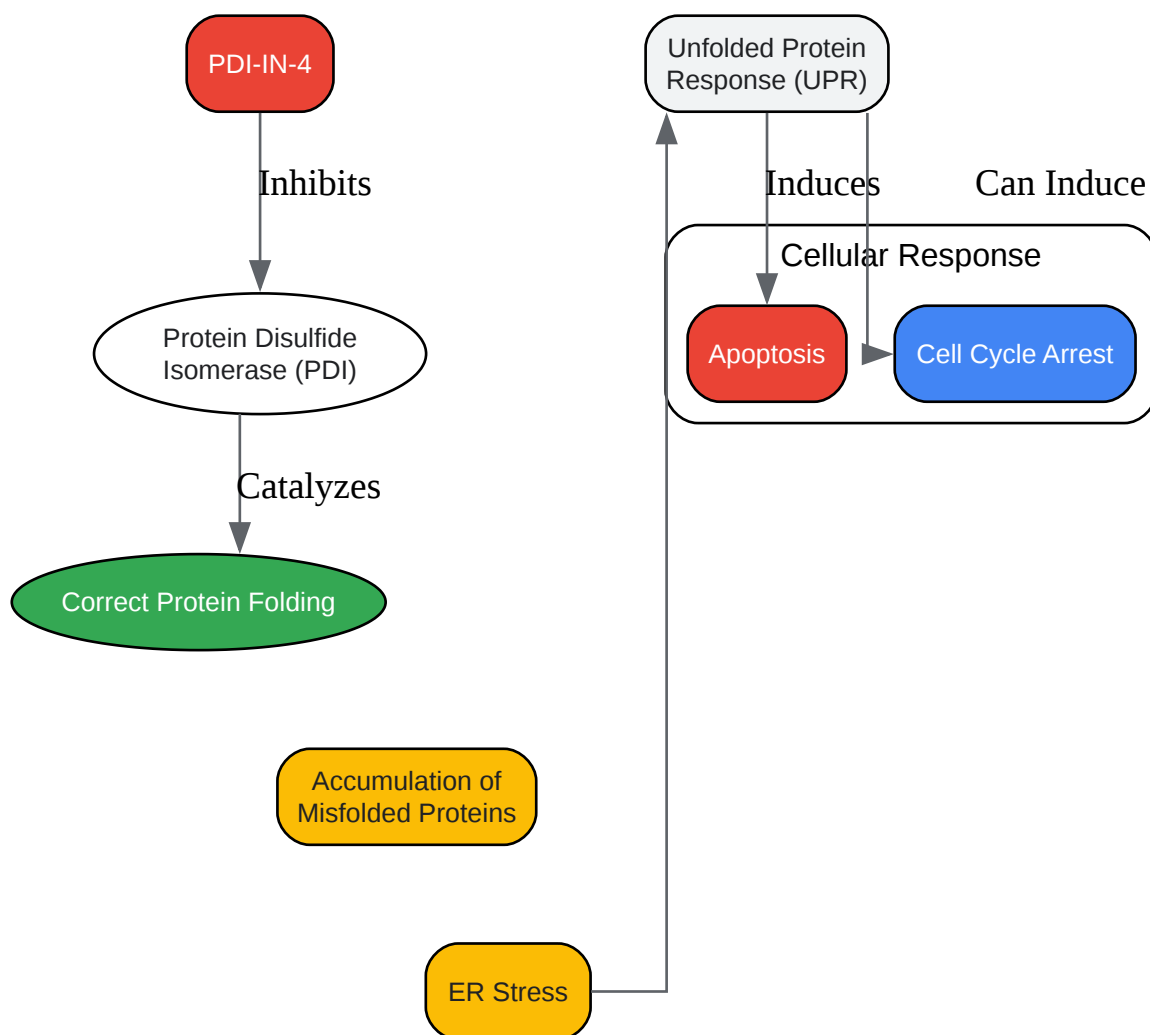 PDI-IN-4
Unfolded Protein
Response (UPR)
Inhibits
Induces
Can Induce
Cellular Response
Protein Disulfide
Isomerase (PDI)
Apoptosis
Cell Cycle Arrest
Catalyzes
Correct Protein Folding
Accumulation of
Misfolded Proteins
ER Stress